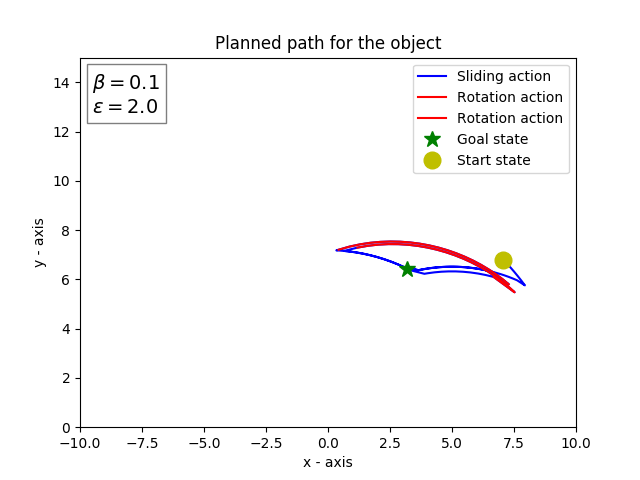 Planned path for the object
β = 0.1
ε = 2.0
Sliding action
Rotation action
Rotation action
Goal state
Start state
14
12
10
8
6
4
2
0
y - axis
−10.0 −7.5 −5.0 −2.5 0.0 2.5 5.0 7.5 10.0
x - axis